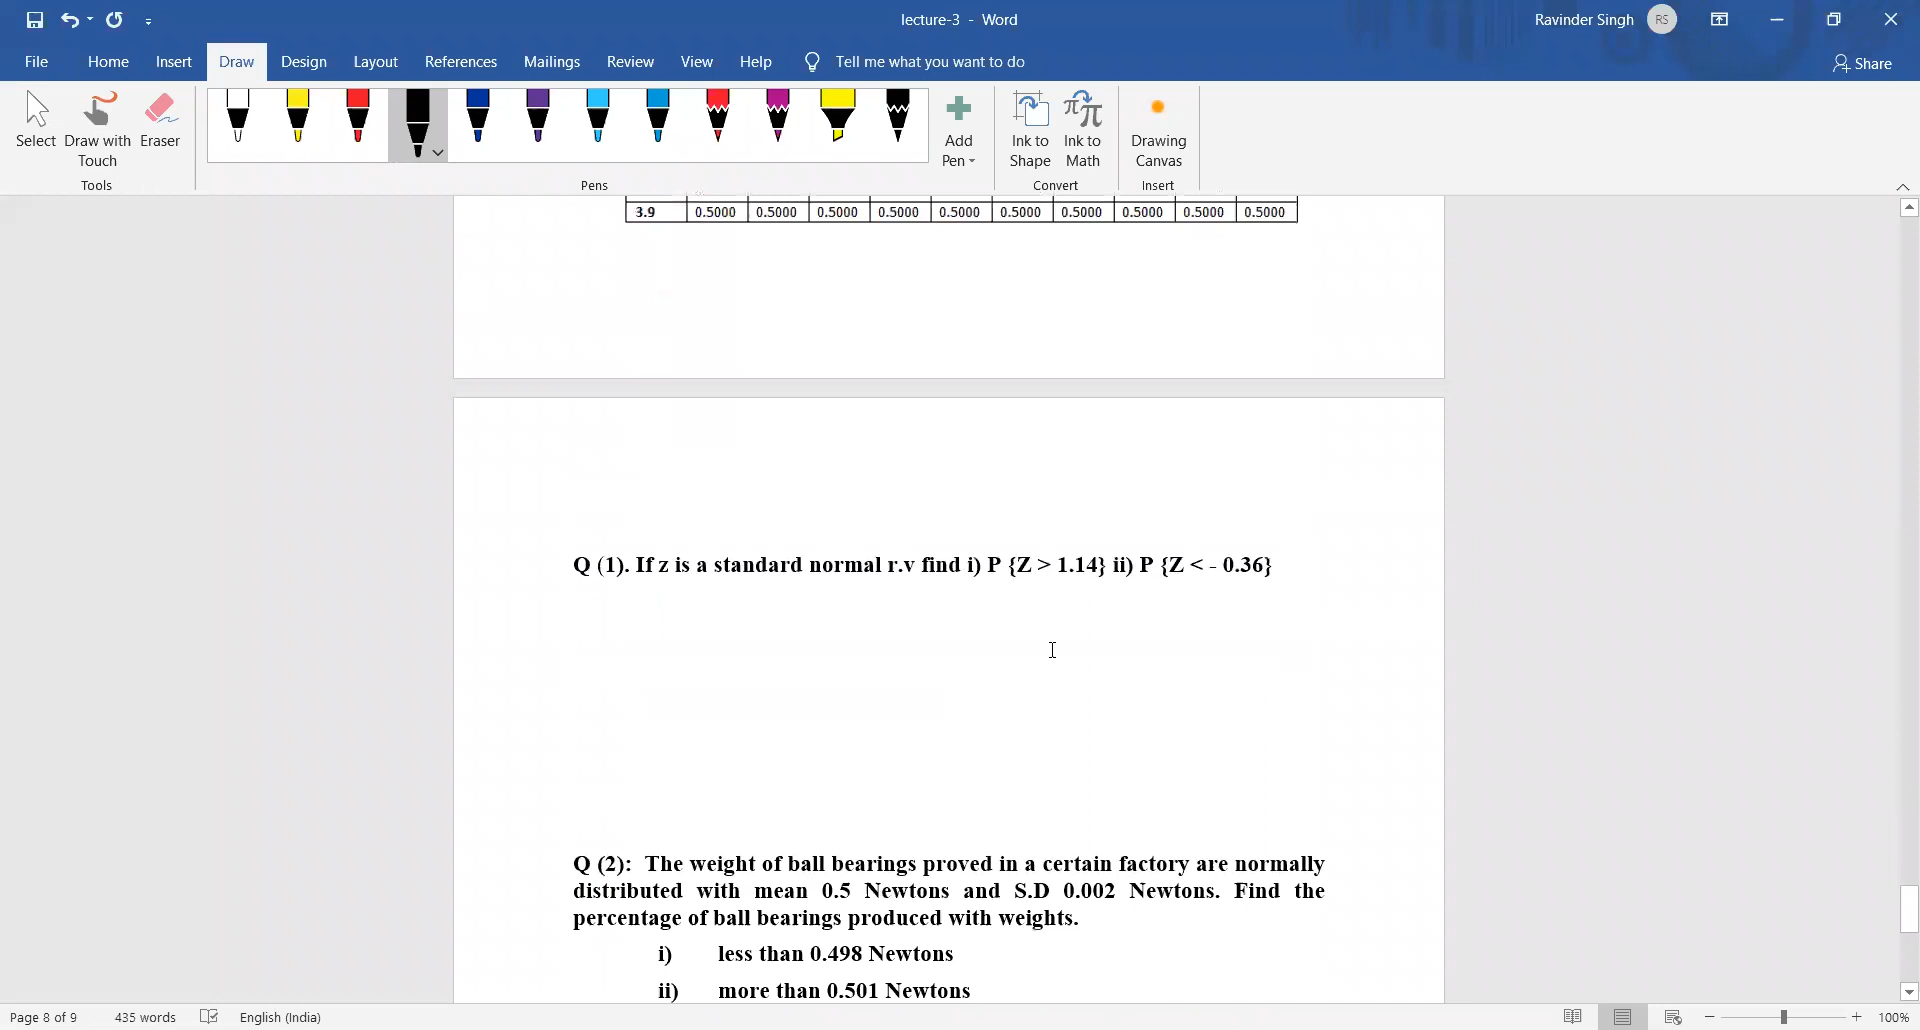 lecture-3 - Word
Ravinder Singh RS
File Home Insert Draw Design Layout References Mailings Review View Help Tell me what you want to do Share
Select Draw with Touch Eraser
Tools
Pens
Add Pen
Ink to Shape Ink to Math
Convert
Drawing Canvas
Insert
3.9 0.5000 0.5000 0.5000 0.5000 0.5000 0.5000 0.5000 0.5000 0.5000 0.5000
Q (1). If z is a standard normal r.v find i) P {Z > 1.14} ii) P {Z < - 0.36}
Q (2): The weight of ball bearings proved in a certain factory are normally
distributed with mean 0.5 Newtons and S.D 0.002 Newtons. Find the
percentage of ball bearings produced with weights.
i) less than 0.498 Newtons
ii) more than 0.501 Newtons
Page 8 of 9 435 words English (India) 100%